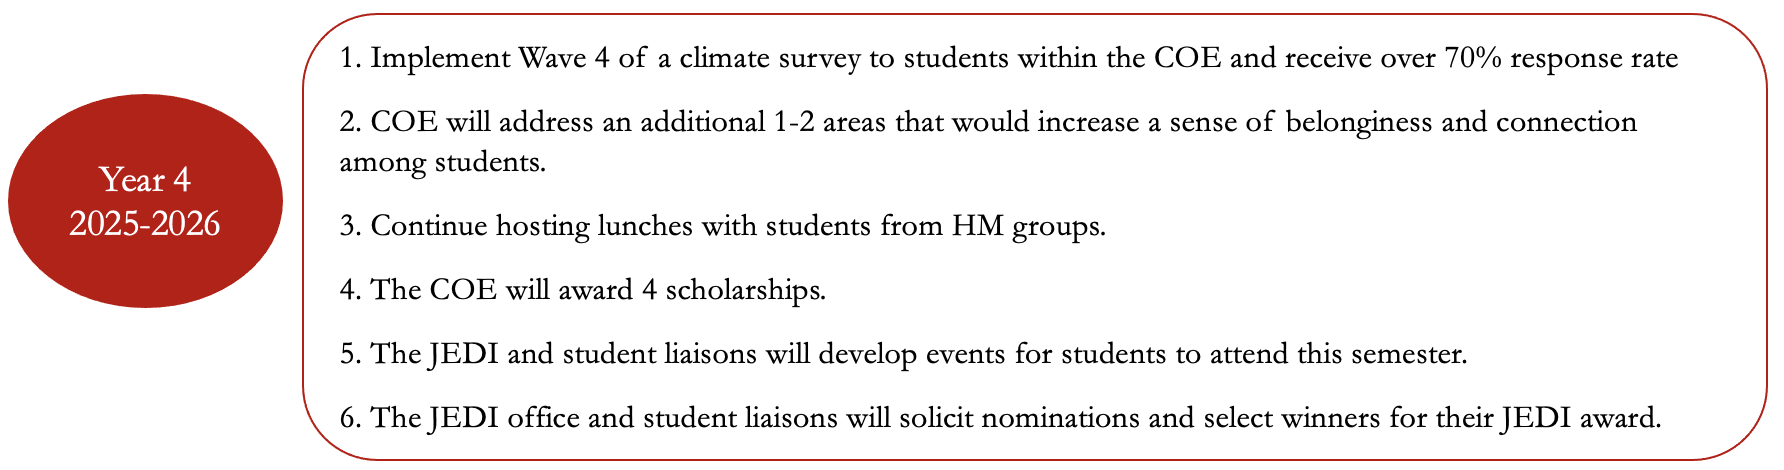 Year 4
2025-2026
1. Implement Wave 4 of a climate survey to students within the COE and receive over 70% response rate
2. COE will address an additional 1-2 areas that would increase a sense of belonginess and connection
among students.
3. Continue hosting lunches with students from HM groups.
4. The COE will award 4 scholarships.
5. The JEDI and student liaisons will develop events for students to attend this semester.
6. The JEDI office and student liaisons will solicit nominations and select winners for their JEDI award.